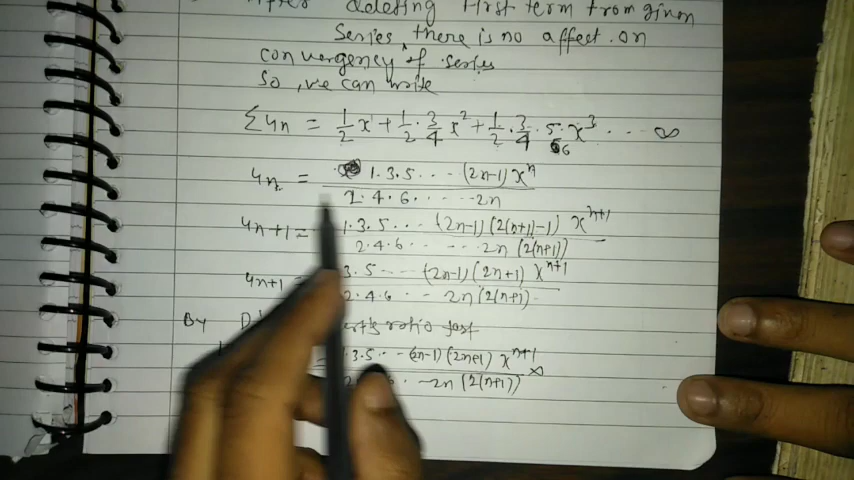 After deleting first term from given
Series, there is no affect on
convergency of series
So, we can write
Σun = 1/2 x + 1/2 · 3/4 x² + 1/2 · 3/4 · 5/6 x³ ... ∞
un = 1.3.5... (2n-1) xⁿ / 2.4.6... 2n
un+1 = 1.3.5... (2n-1)(2(n+1)-1) xⁿ⁺¹ / 2.4.6... 2n (2(n+1))
un+1 = 3.5... (2n-1)(2n+1) xⁿ⁺¹ / 2.4.6.. 2n (2(n+1))
By ratio test
1.3.5.. (2n-1)(2n+1) xⁿ⁺¹ / 2n (2(n+1)) ×